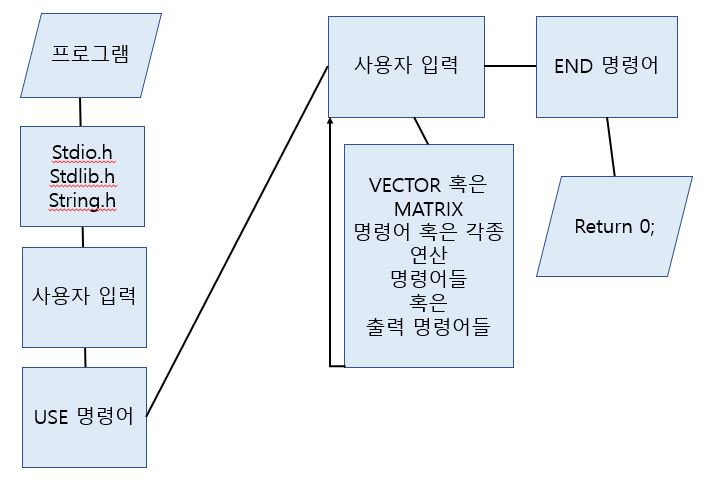 프로그램
Stdio.h
Stdlib.h
String.h
사용자 입력
USE 명령어
사용자 입력
VECTOR 혹은
MATRIX
명령어 혹은 각종
연산
명령어들
혹은
출력 명령어들
END 명령어
Return 0;